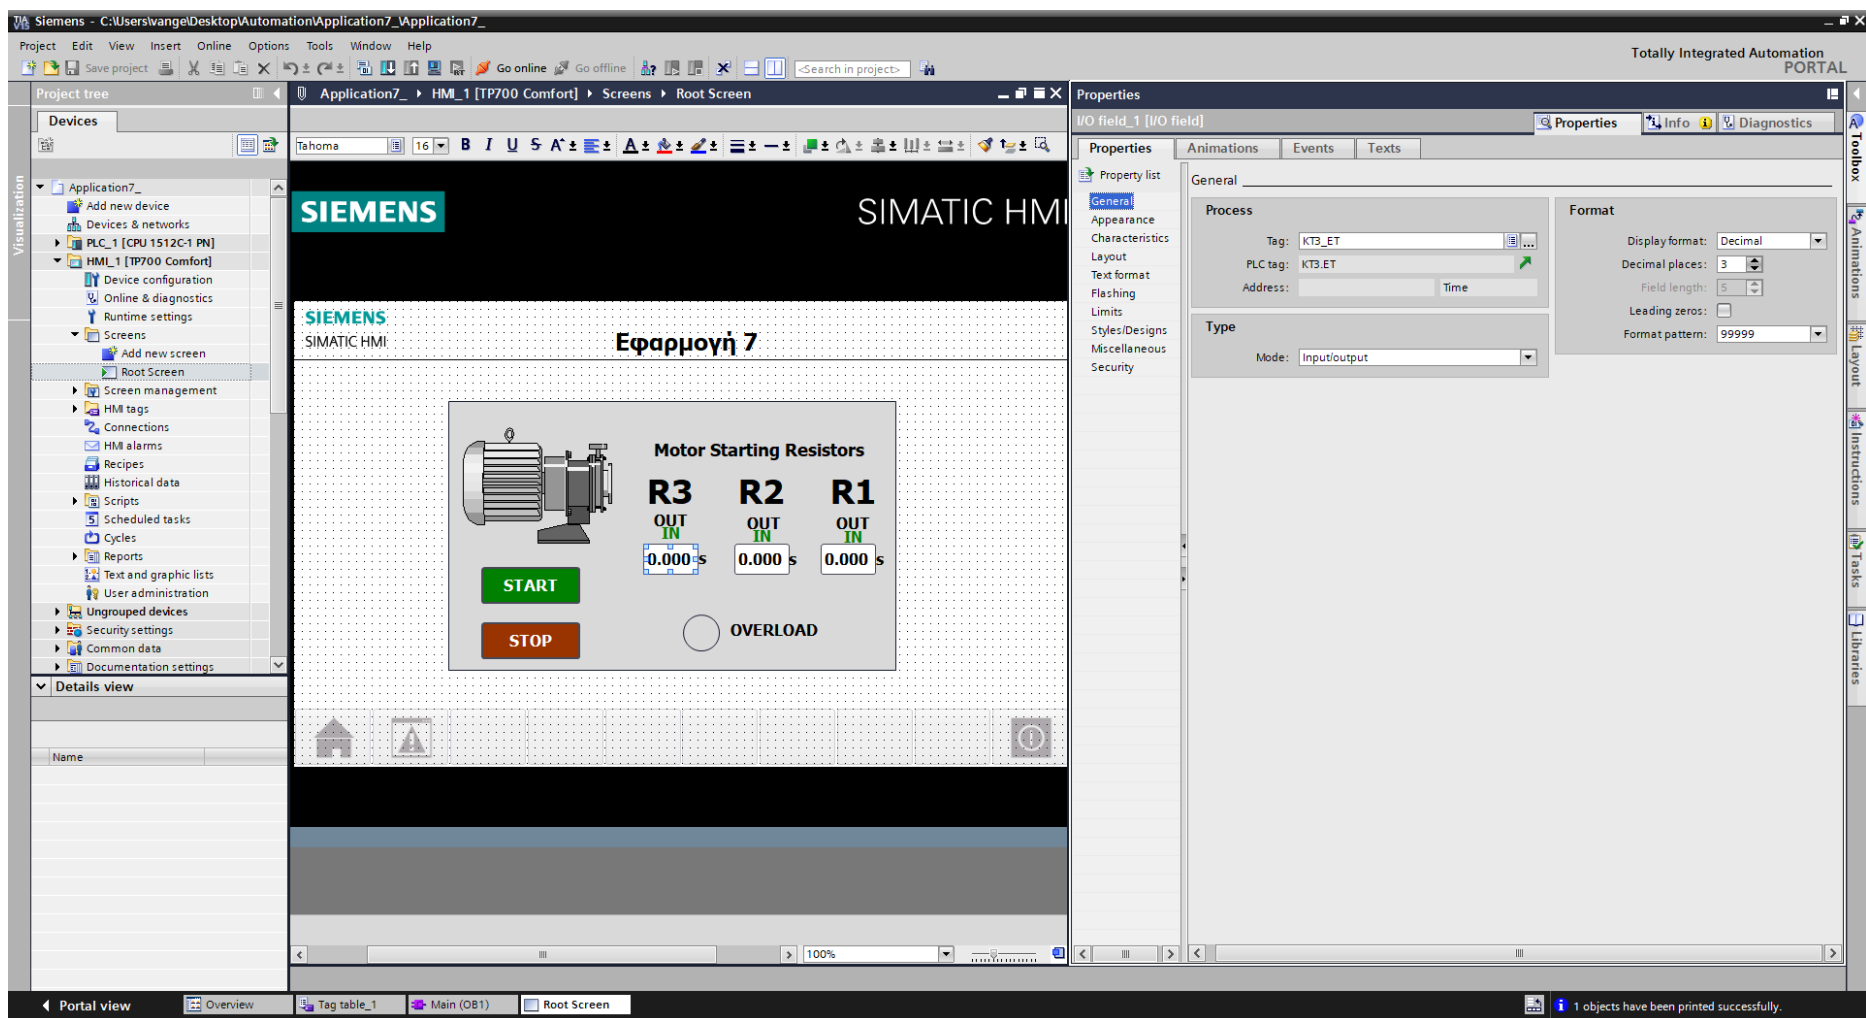 Siemens - C:\Users\vange\Desktop\Automation\Application7_\Application7_
Project Edit View Insert Online Options Tools Window Help
Totally Integrated Automation
PORTAL
Save project
Go online
Go offline
<Search in project>
Project tree
Devices
Visualization
Application7_
Add new device
Devices & networks
PLC_1 [CPU 1512C-1 PN]
HMI_1 [TP700 Comfort]
Device configuration
Online & diagnostics
Runtime settings
Screens
Add new screen
Root Screen
Screen management
HMI tags
Connections
HMI alarms
Recipes
Historical data
Scripts
Scheduled tasks
Cycles
Reports
Text and graphic lists
User administration
Ungrouped devices
Security settings
Common data
Documentation settings
Details view
Name
Application7_ HMI_1 [TP700 Comfort] Screens Root Screen
Tahoma 16 B I U S A
SIEMENS SIMATIC HMI
SIEMENS
SIMATIC HMI
Εφαρμογή 7
Motor Starting Resistors
R3 R2 R1
OUT OUT OUT
IN IN IN
0.000 s 0.000 s 0.000 s
START
STOP
OVERLOAD
100%
Properties
I/O field_1 [I/O field]
Properties Info Diagnostics
Properties Animations Events Texts
Property list
General
Appearance
Characteristics
Layout
Text format
Flashing
Limits
Styles/Designs
Miscellaneous
Security
General
Process
Tag: KT3_ET
PLC tag: KT3.ET
Address: Time
Type
Mode: Input/output
Format
Display format: Decimal
Decimal places: 3
Field length: 5
Leading zeros:
Format pattern: 99999
Toolbox
Animations
Layout
Instructions
Tasks
Libraries
Portal view
Overview
Tag table_1
Main (OB1)
Root Screen
1 objects have been printed successfully.